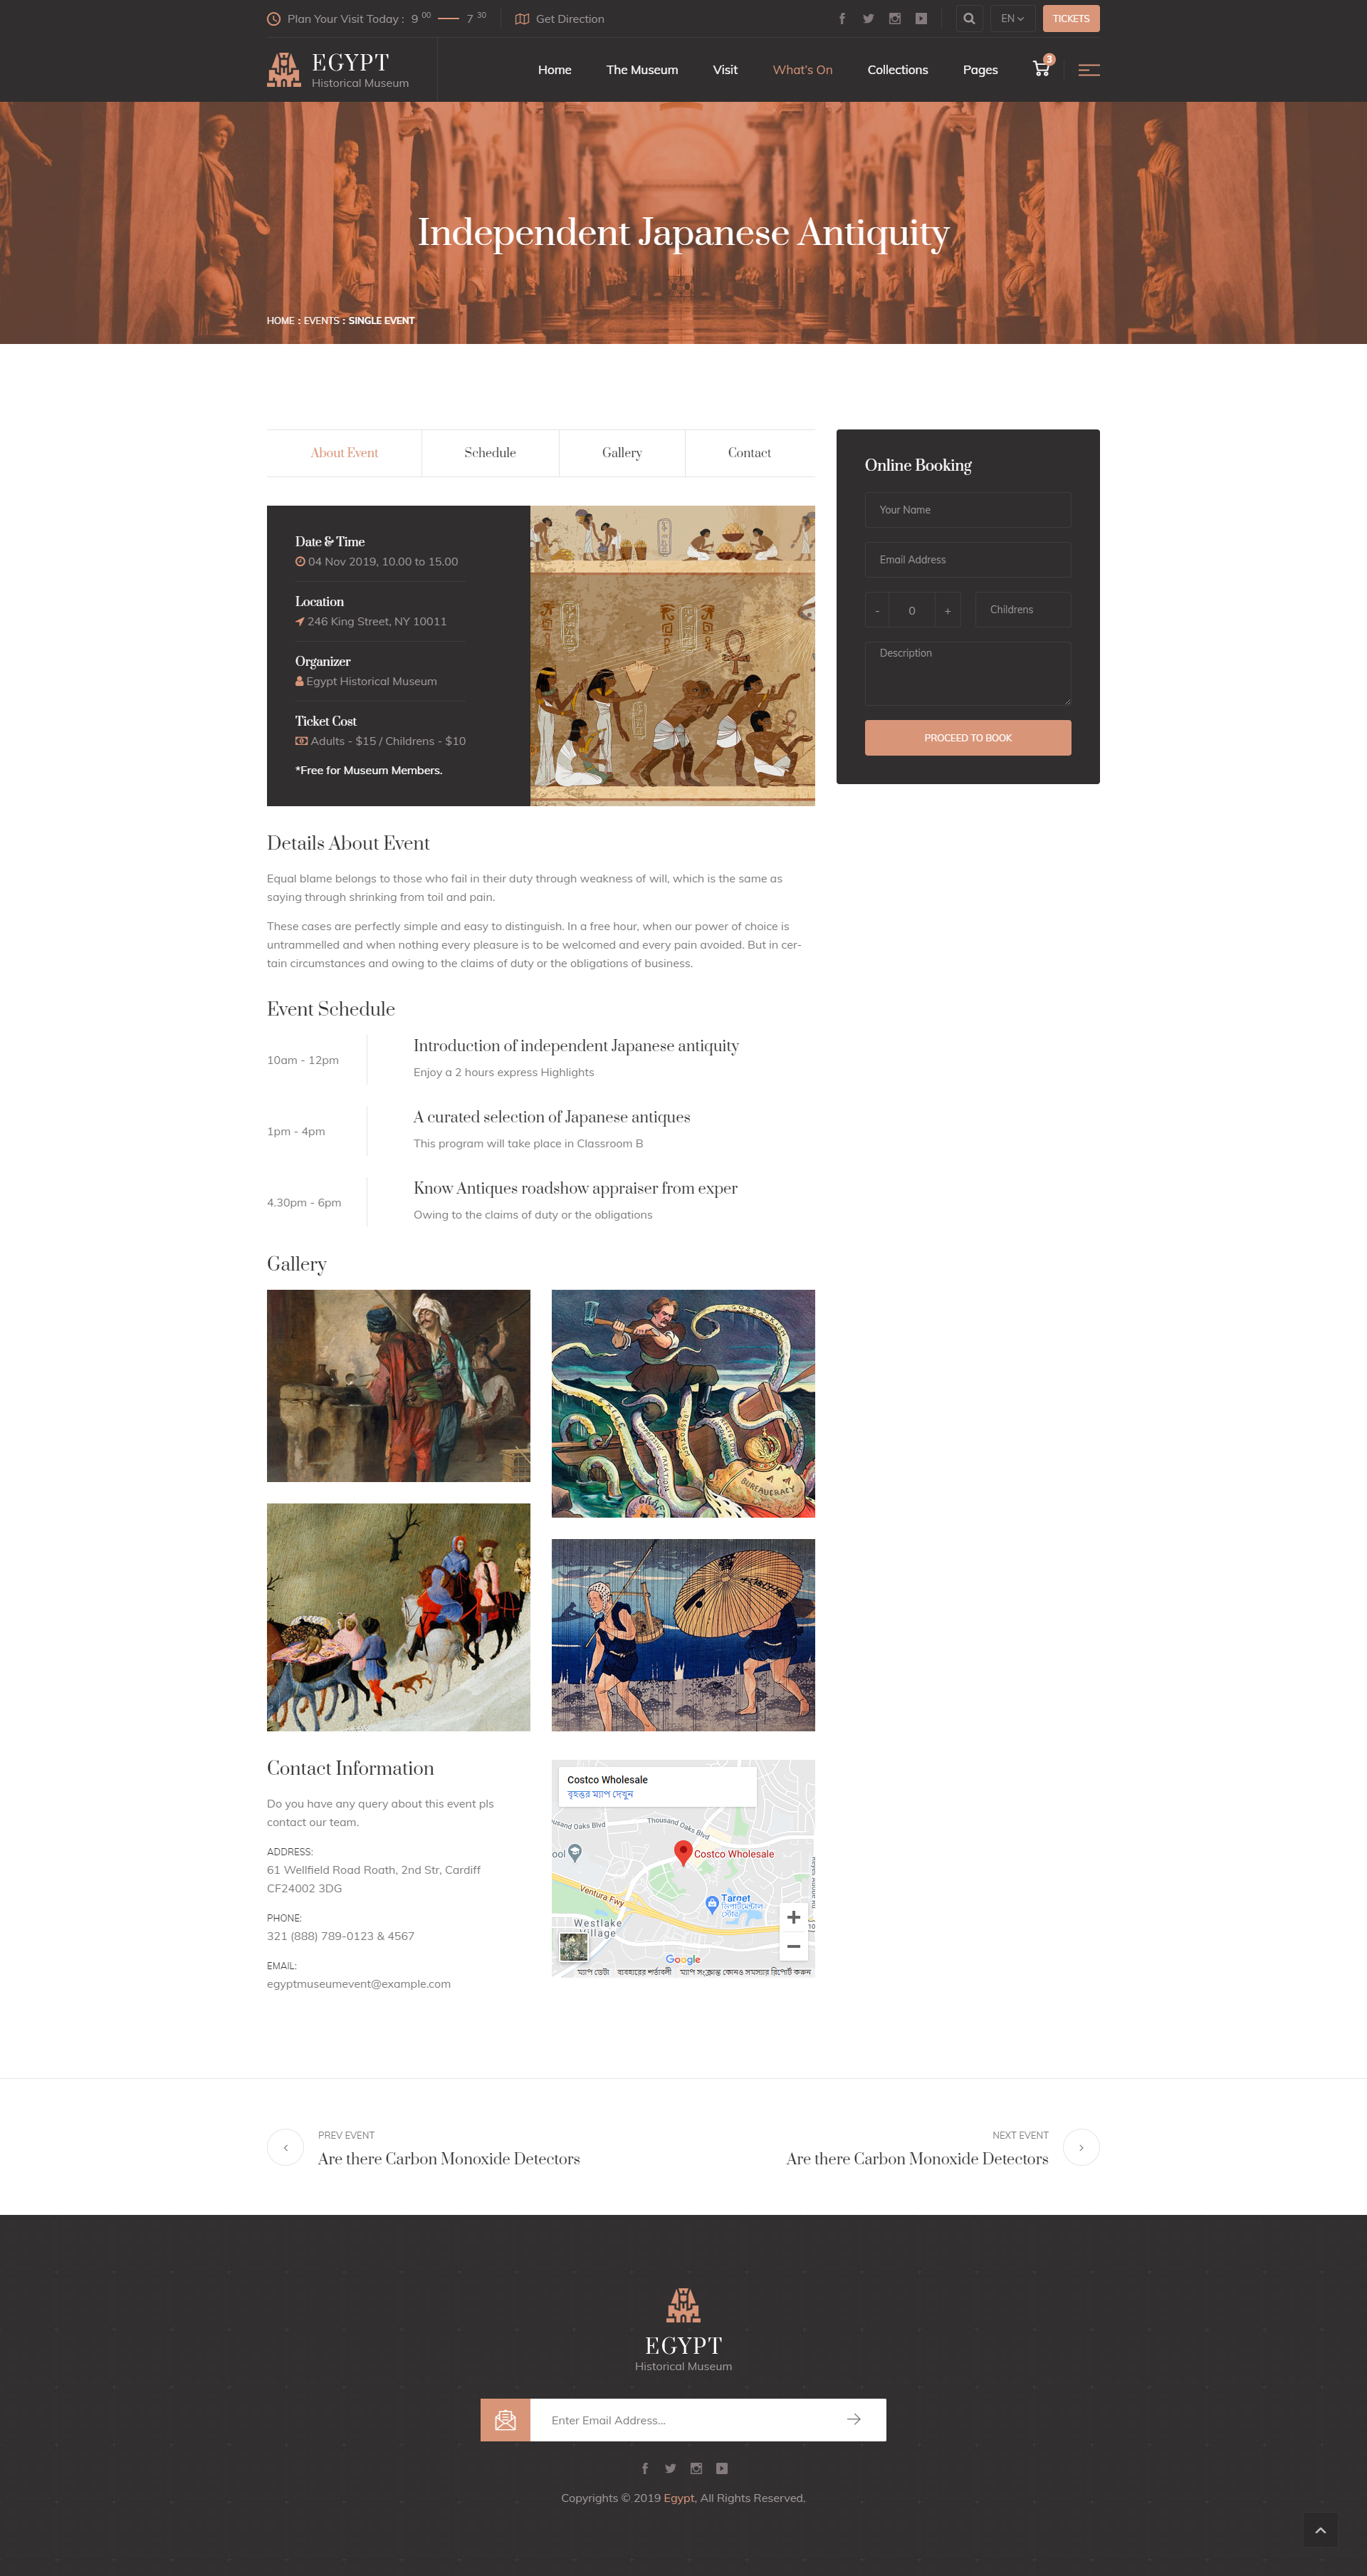 Plan Your Visit Today : 9 00 — 7 30
Get Direction
EN
TICKETS
EGYPT
Historical Museum
Home
The Museum
Visit
What's On
Collections
Pages
3
Independent Japanese Antiquity
HOME : EVENTS : SINGLE EVENT
About Event
Schedule
Gallery
Contact
Date & Time
04 Nov 2019, 10.00 to 15.00
Location
246 King Street, NY 10011
Organizer
Egypt Historical Museum
Ticket Cost
Adults - $15 / Childrens - $10
*Free for Museum Members.
Online Booking
Your Name
Email Address
- 0 +
Childrens
Description
PROCEED TO BOOK
Details About Event
Equal blame belongs to those who fail in their duty through weakness of will, which is the same as
saying through shrinking from toil and pain.
These cases are perfectly simple and easy to distinguish. In a free hour, when our power of choice is
untrammelled and when nothing every pleasure is to be welcomed and every pain avoided. But in cer-
tain circumstances and owing to the claims of duty or the obligations of business.
Event Schedule
10am - 12pm
Introduction of independent Japanese antiquity
Enjoy a 2 hours express Highlights
1pm - 4pm
A curated selection of Japanese antiques
This program will take place in Classroom B
4.30pm - 6pm
Know Antiques roadshow appraiser from exper
Owing to the claims of duty or the obligations
Gallery
BUREAUCRACY
GRAFT
Contact Information
Do you have any query about this event pls
contact our team.
ADDRESS:
61 Wellfield Road Roath, 2nd Str, Cardiff
CF24002 3DG
PHONE:
321 (888) 789-0123 & 4567
EMAIL:
egyptmuseumevent@example.com
Costco Wholesale
বৃহত্তর ম্যাপ দেখুন
ousand Oaks Blvd
Thousand Oaks Blvd
ool
Costco Wholesale
Ventura Fwy
Target
ডিপার্টমেন্টাল
স্টোর
Westlake
Village
Google
ম্যাপ ডেটা
ব্যবহারের শর্তাবলী
ম্যাপ সংক্রান্ত কোনও সমস্যার রিপোর্ট করুন
PREV EVENT
Are there Carbon Monoxide Detectors
NEXT EVENT
Are there Carbon Monoxide Detectors
EGYPT
Historical Museum
Enter Email Address...
Copyrights © 2019 Egypt, All Rights Reserved.